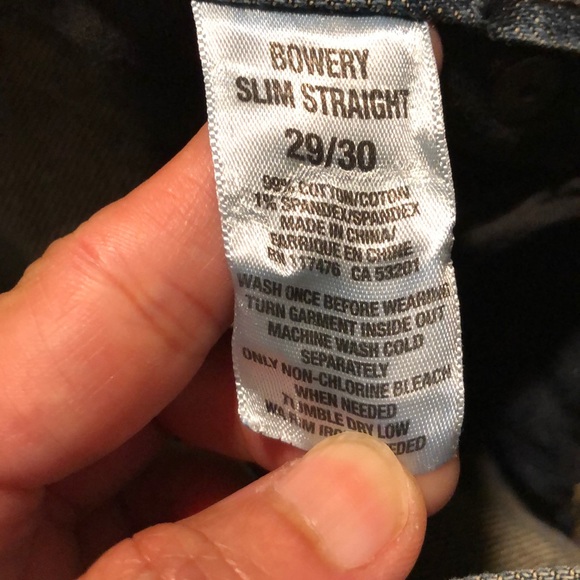 BOWERY
SLIM STRAIGHT
29/30
99% COTTON/COTON
1% SPANDEX/SPANDEX
MADE IN CHINA/
FABRIQUE EN CHINE
RN 117476 CA 53201
WASH ONCE BEFORE WEARING
TURN GARMENT INSIDE OUT
MACHINE WASH COLD
SEPARATELY
ONLY NON-CHLORINE BLEACH
WHEN NEEDED
TUMBLE DRY LOW
WARM